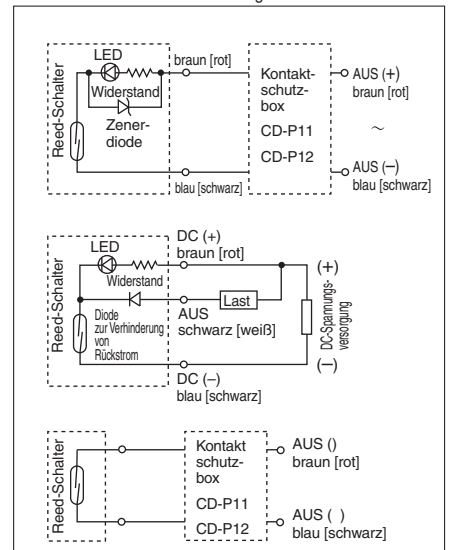 LED
Reed-Schalter
Widerstand
Zener-
diode
braun [rot]
blau [schwarz]
Kontakt-
schutz-
box
CD-P11
CD-P12
AUS (+)
braun [rot]
~
AUS (–)
blau [schwarz]
LED
Reed-Schalter
Widerstand
Diode
zur Verhinderung
von
Rückstrom
DC (+)
braun [rot]
Last
AUS
schwarz [weiß]
(+)
DC-Spannungs-
versorgung
(–)
DC (–)
blau [schwarz]
Reed-Schalter
Kontakt
schutz-
box
CD-P11
CD-P12
AUS ()
braun [rot]
AUS ( )
blau [schwarz]